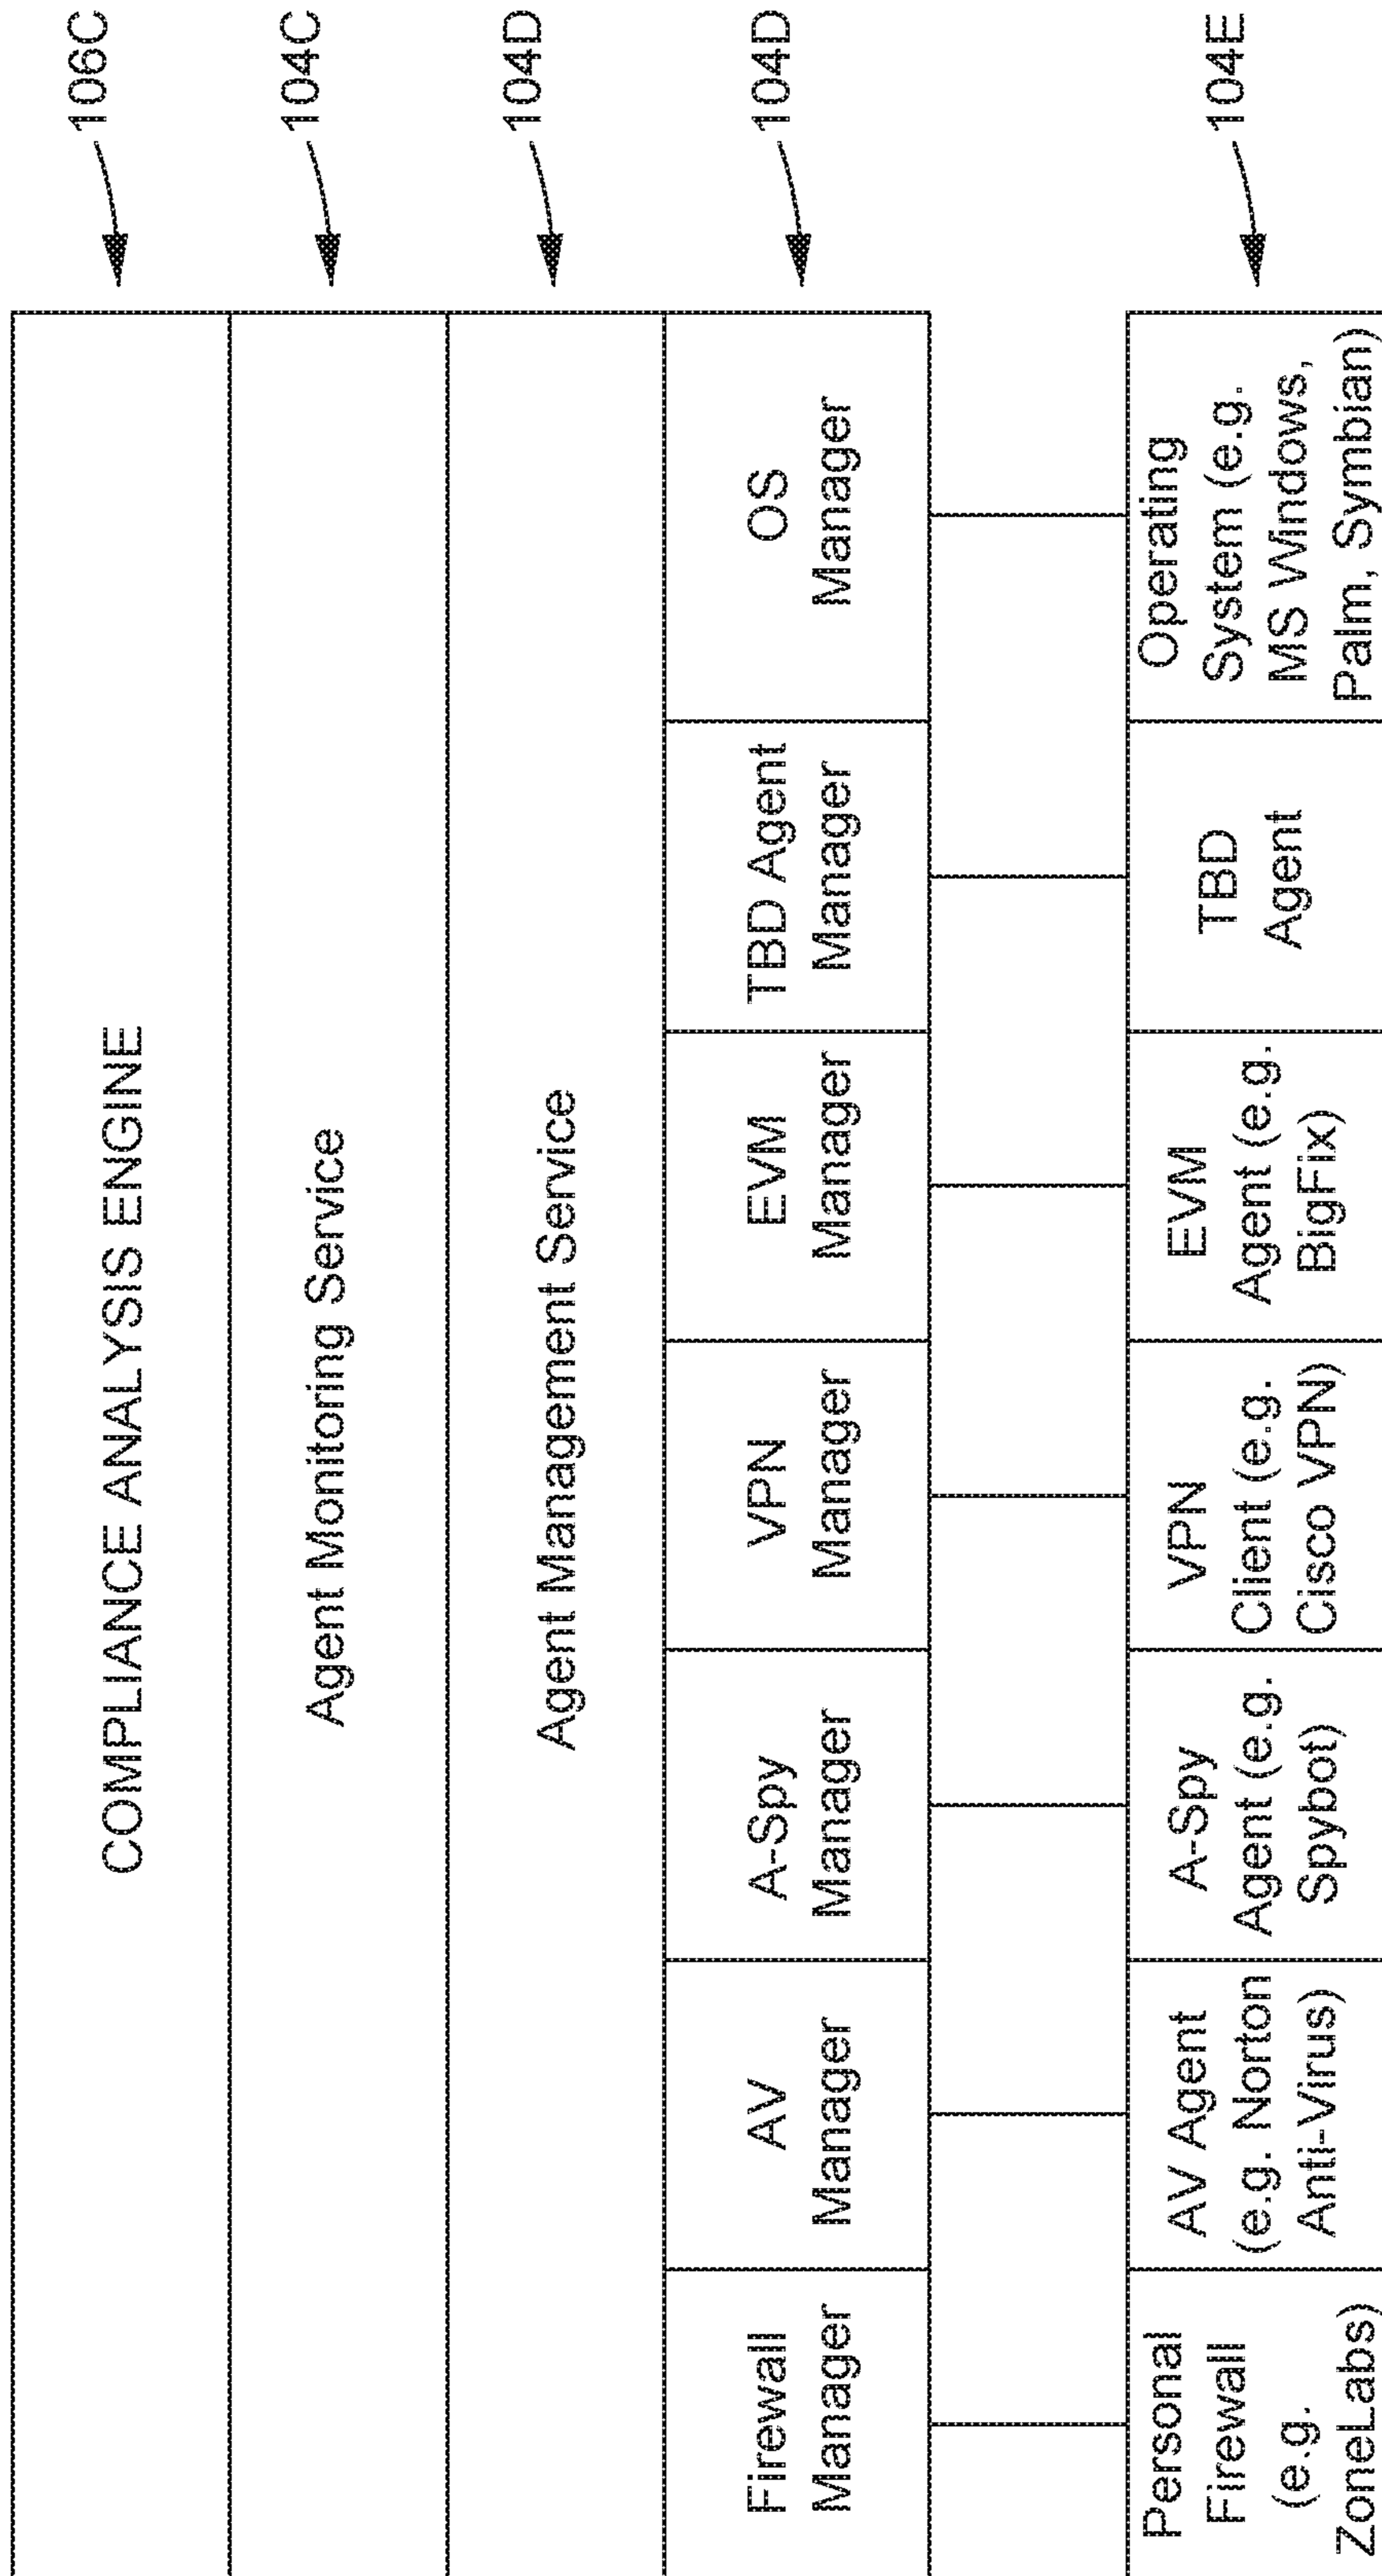 COMPLIANCE ANALYSIS ENGINE
106C
Agent Monitoring Service
104C
Agent Management Service
104D
Firewall
Manager
AV
Manager
A-Spy
Manager
VPN
Manager
EVM
Manager
TBD Agent
Manager
OS
Manager
104D
Personal
Firewall
(e.g.
ZoneLabs)
AV Agent
(e.g. Norton
Anti-Virus)
A-Spy
Agent (e.g.
Spybot)
VPN
Client (e.g.
Cisco VPN)
EVM
Agent (e.g.
BigFix)
TBD
Agent
Operating
System (e.g.
MS Windows,
Palm, Symbian)
104E